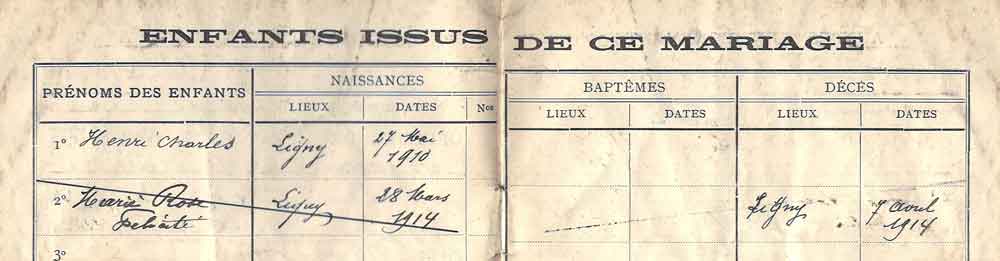 ENFANTS ISSUS DE CE MARIAGE
PRÉNOMS DES ENFANTS NAISSANCES BAPTÊMES DÉCÈS
LIEUX DATES Nos LIEUX DATES LIEUX DATES
1° Henri Charles Ligny 27 Mai
1910
2° Marie Rose Ligny 28 Mars Ligny 7 avril
Félicité 1914 1914
3°